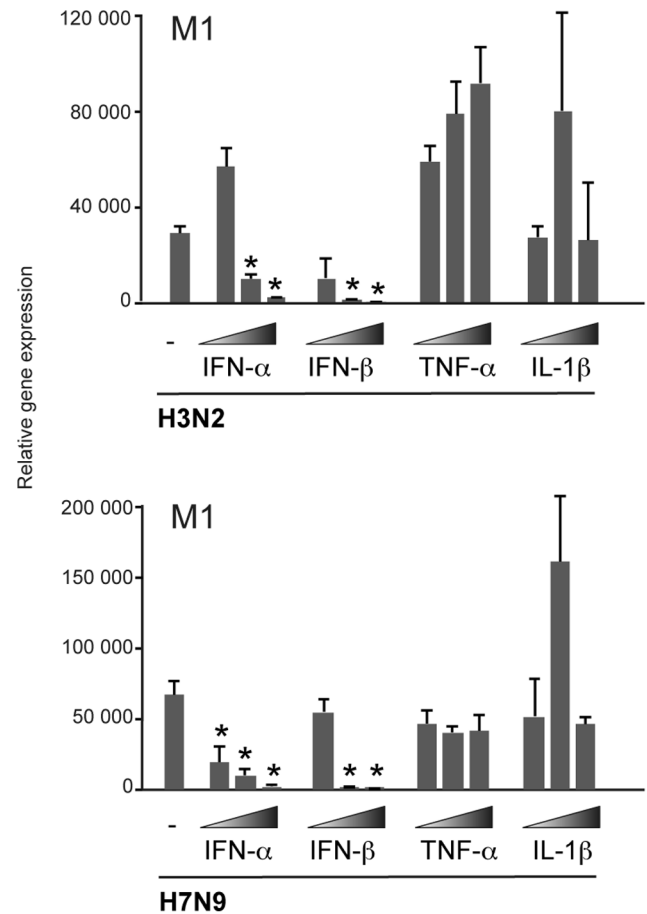 Relative gene expression
120 000
M1
80 000
40 000
* * * *
0
-
IFN-α IFN-β TNF-α IL-1β
H3N2
200 000
M1
150 000
100 000
50 000
* * * * *
0
-
IFN-α IFN-β TNF-α IL-1β
H7N9